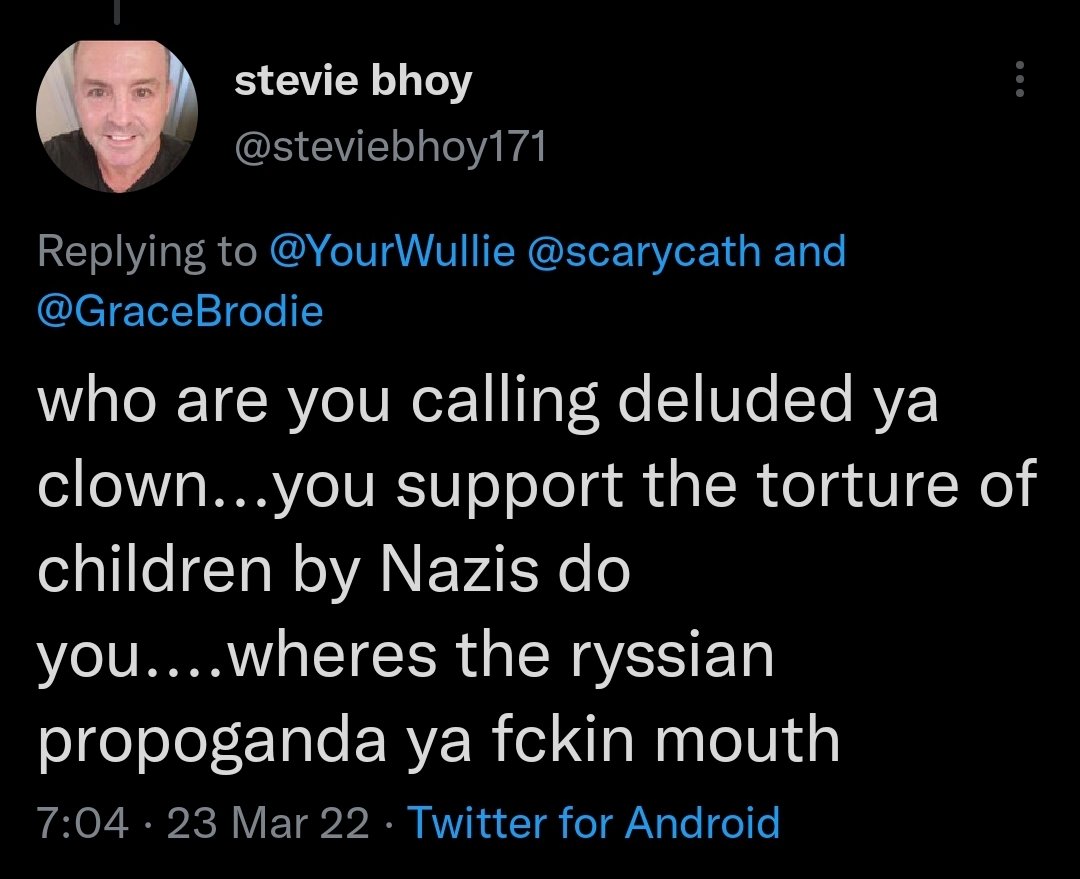 stevie bhoy
@steviebhoy171
Replying to @YourWullie @scarycath and
@GraceBrodie
who are you calling deluded ya
clown...you support the torture of
children by Nazis do
you....wheres the ryssian
propoganda ya fckin mouth
7:04 · 23 Mar 22 · Twitter for Android